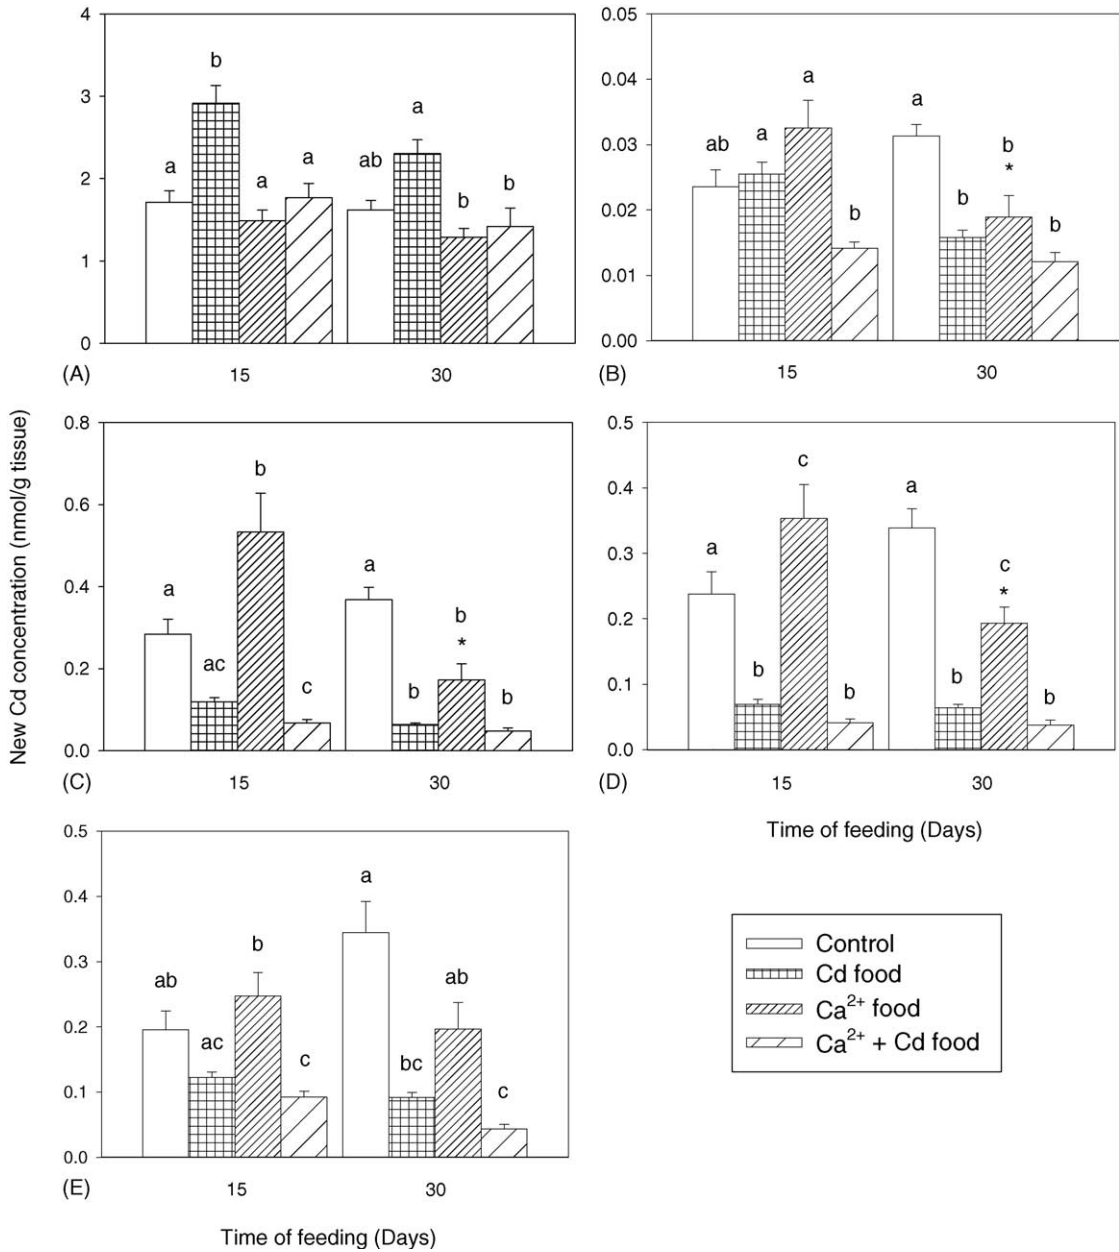 4
3
2
1
0
a
b
a
a
ab
a
b
b
(A)
15
30
0.05
0.04
0.03
0.02
0.01
0.00
ab
a
a
b
a
b
b
*
b
(B)
15
30
New Cd concentration (nmol/g tissue)
0.8
0.6
0.4
0.2
0.0
a
ac
b
c
a
b
b
*
b
(C)
15
30
0.5
0.4
0.3
0.2
0.1
0.0
a
b
c
b
a
b
c
*
b
(D)
15
30
Time of feeding (Days)
0.5
0.4
0.3
0.2
0.1
0.0
ab
ac
b
c
a
bc
ab
c
(E)
15
30
Time of feeding (Days)
Control
Cd food
Ca²⁺ food
Ca²⁺ + Cd food